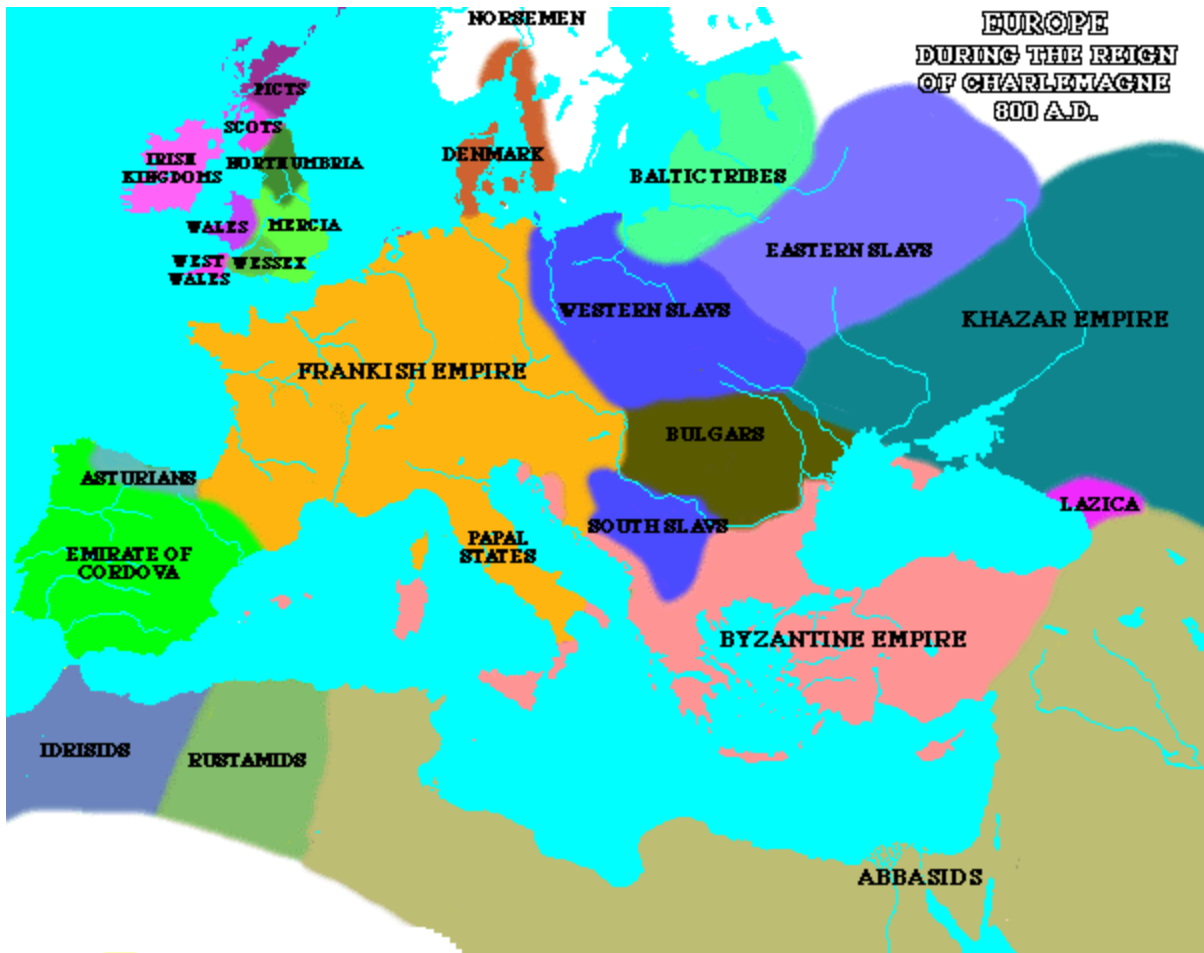 NORSEMEN
EUROPE
DURING THE REIGN
OF CHARLEMAGNE
800 A.D.
PICTS
SCOTS
IRISH
KINGDOMS
NORTHUMBRIA
DENMARK
BALTIC TRIBES
WALES
MERCIA
WEST
WALES
WESSEX
EASTERN SLAVS
WESTERN SLAVS
KHAZAR EMPIRE
FRANKISH EMPIRE
BULGARS
ASTURIANS
LAZICA
SOUTH SLAVS
PAPAL
STATES
EMIRATE OF
CORDOVA
BYZANTINE EMPIRE
IDRISIDS
RUSTAMIDS
ABBASIDS